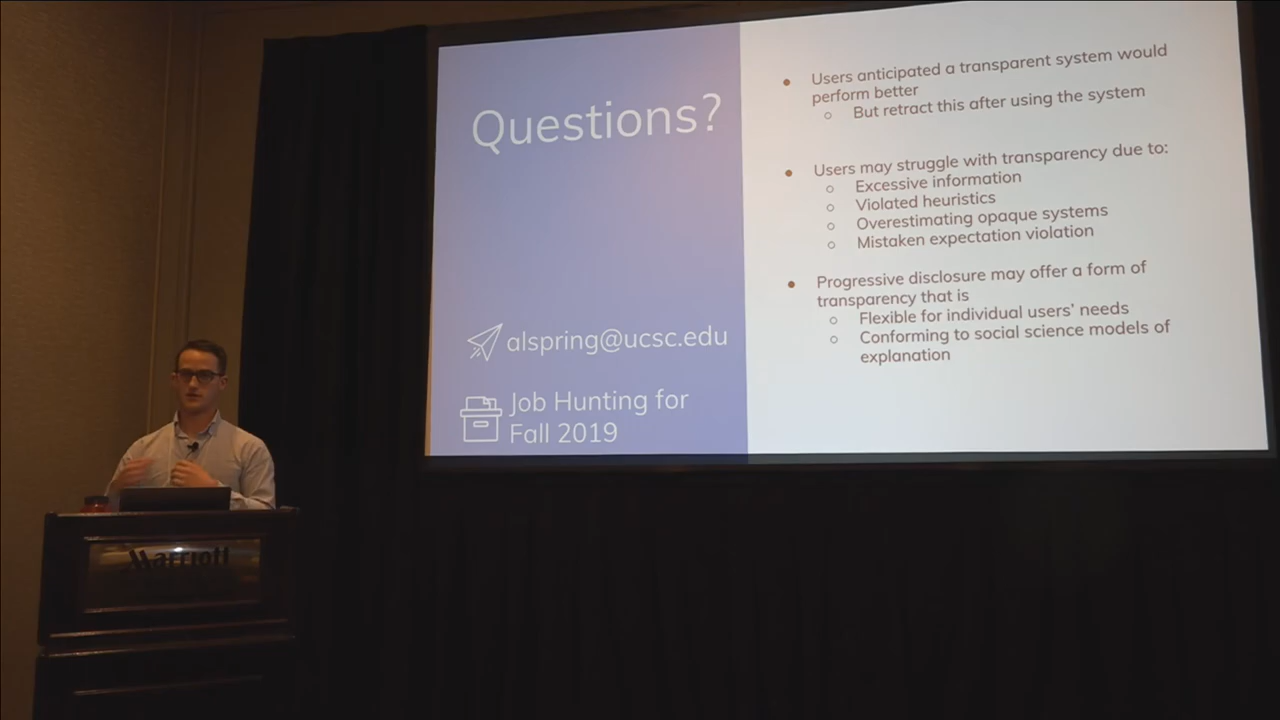 Questions?
alspring@ucsc.edu
Job Hunting for
Fall 2019
● Users anticipated a transparent system would
perform better
○ But retract this after using the system
● Users may struggle with transparency due to:
○ Excessive information
○ Violated heuristics
○ Overestimating opaque systems
○ Mistaken expectation violation
● Progressive disclosure may offer a form of
transparency that is
○ Flexible for individual users' needs
○ Conforming to social science models of
explanation
Marriott